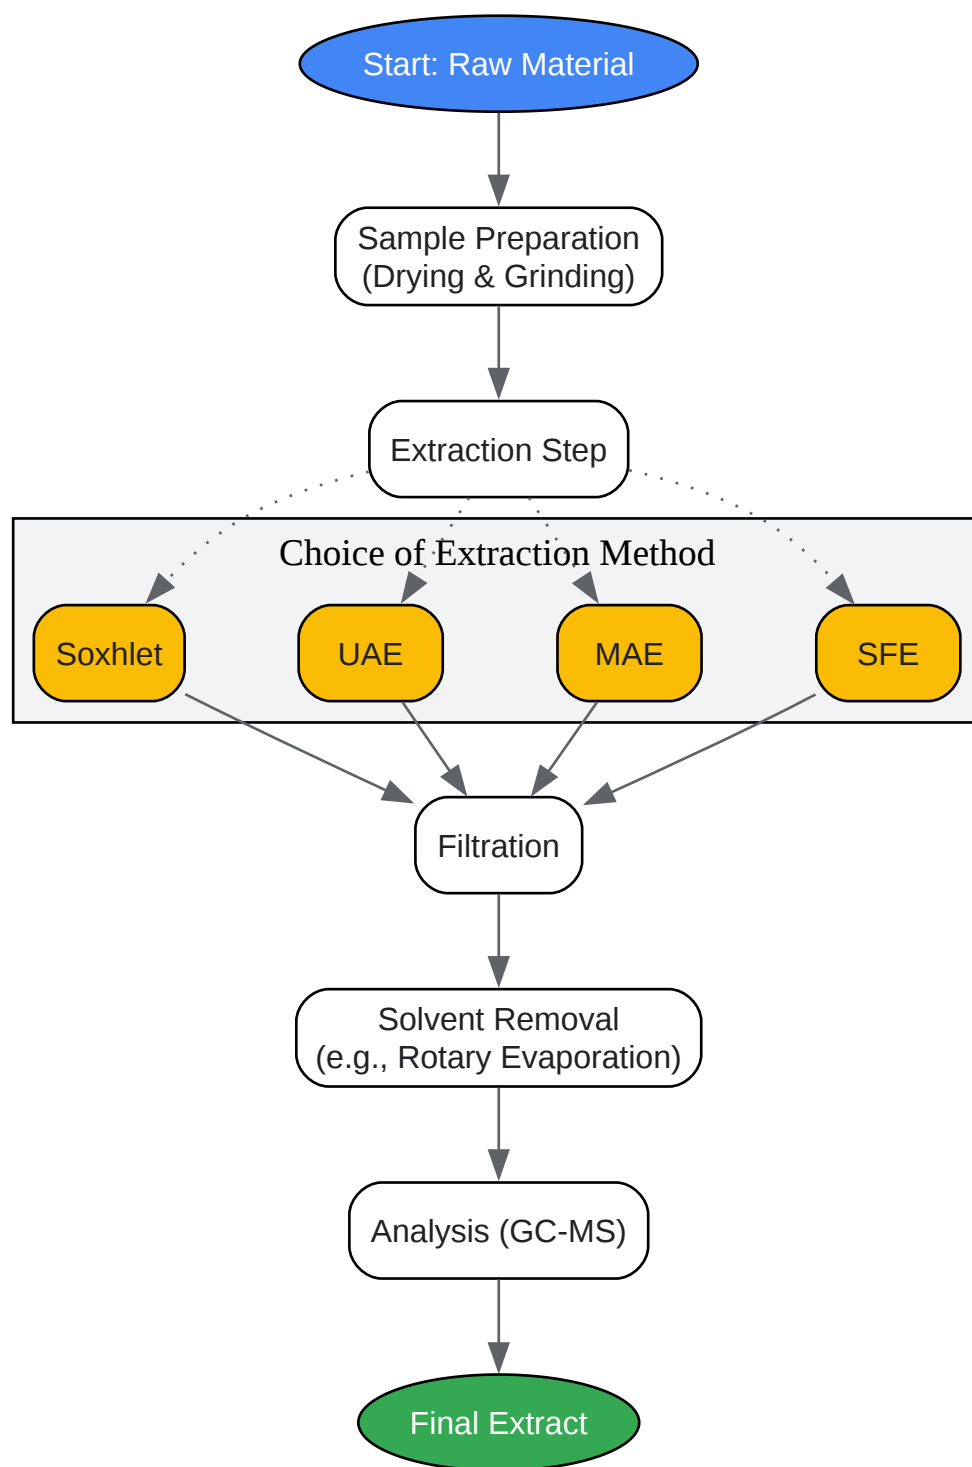 Start: Raw Material
Sample Preparation
(Drying & Grinding)
Extraction Step
Choice of Extraction Method
Soxhlet
UAE
MAE
SFE
Filtration
Solvent Removal
(e.g., Rotary Evaporation)
Analysis (GC-MS)
Final Extract